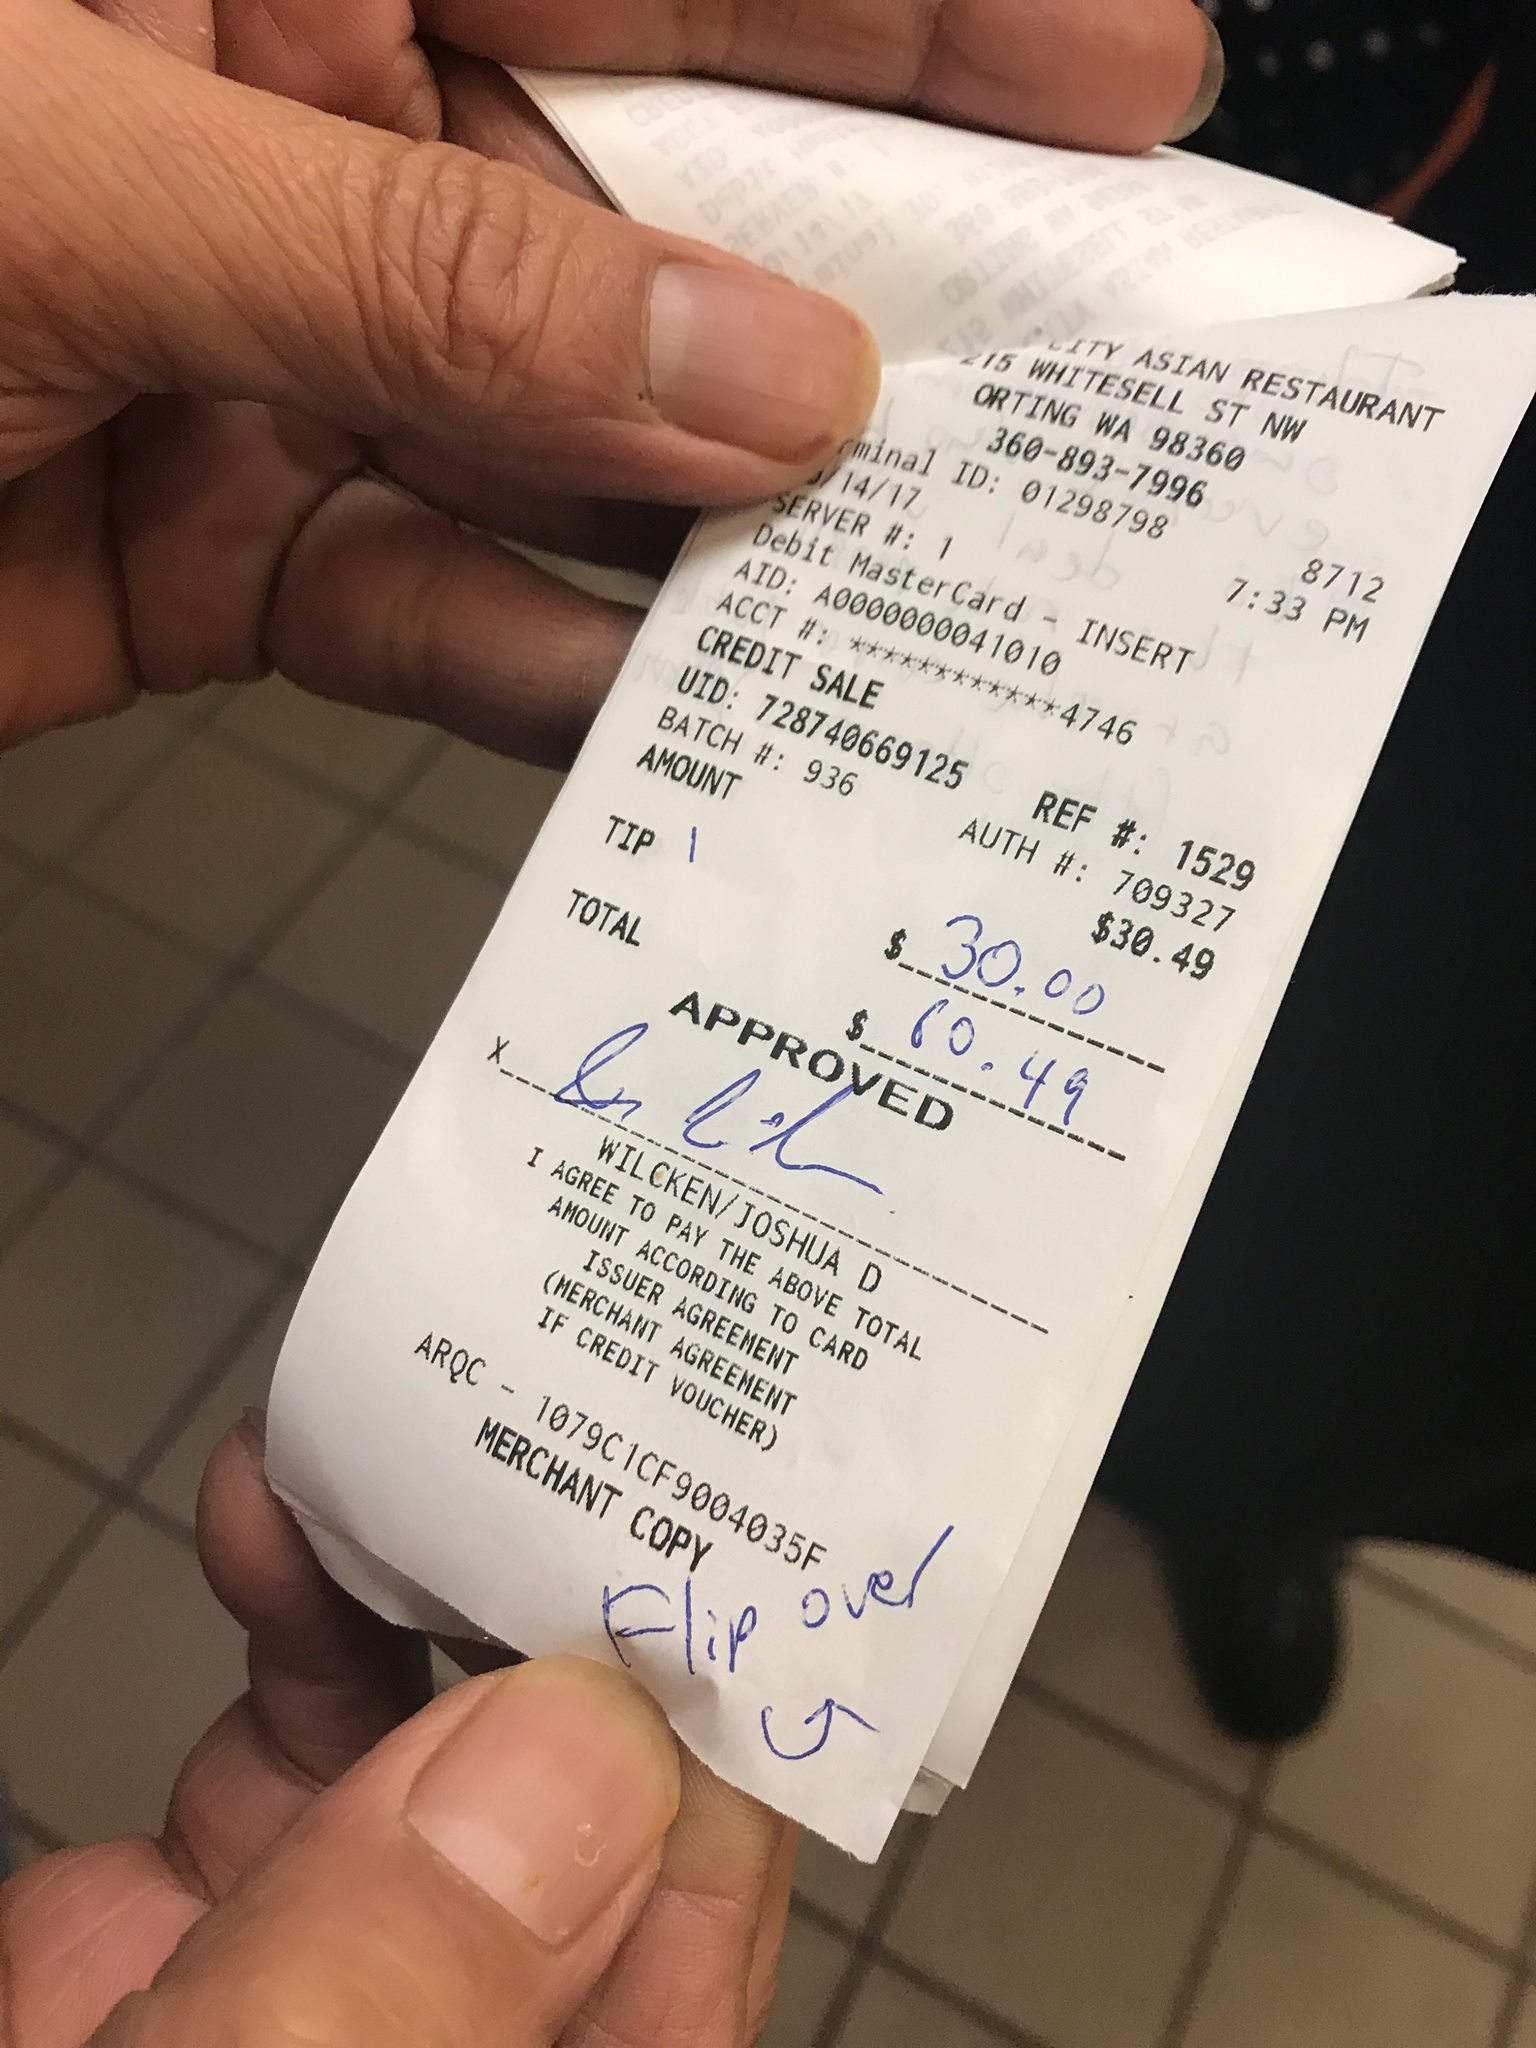 CITY ASIAN RESTAURANT
215 WHITESELL ST NW
ORTING WA 98360
360-893-7996
Terminal ID: 01298798 8712
/14/17 7:33 PM
SERVER #: 1
Debit MasterCard - INSERT
AID: A0000000041010
ACCT #: ************4746
CREDIT SALE
UID: 728740669125 REF #: 1529
BATCH #: 936 AUTH #: 709327
AMOUNT $30.49
TIP $ 30.00
TOTAL $ 60.49
APPROVED
X
WILCKEN/JOSHUA D
I AGREE TO PAY THE ABOVE TOTAL
AMOUNT ACCORDING TO CARD
ISSUER AGREEMENT
(MERCHANT AGREEMENT
IF CREDIT VOUCHER)
ARQC - 1079C1CF9004035F
MERCHANT COPY
Flip over